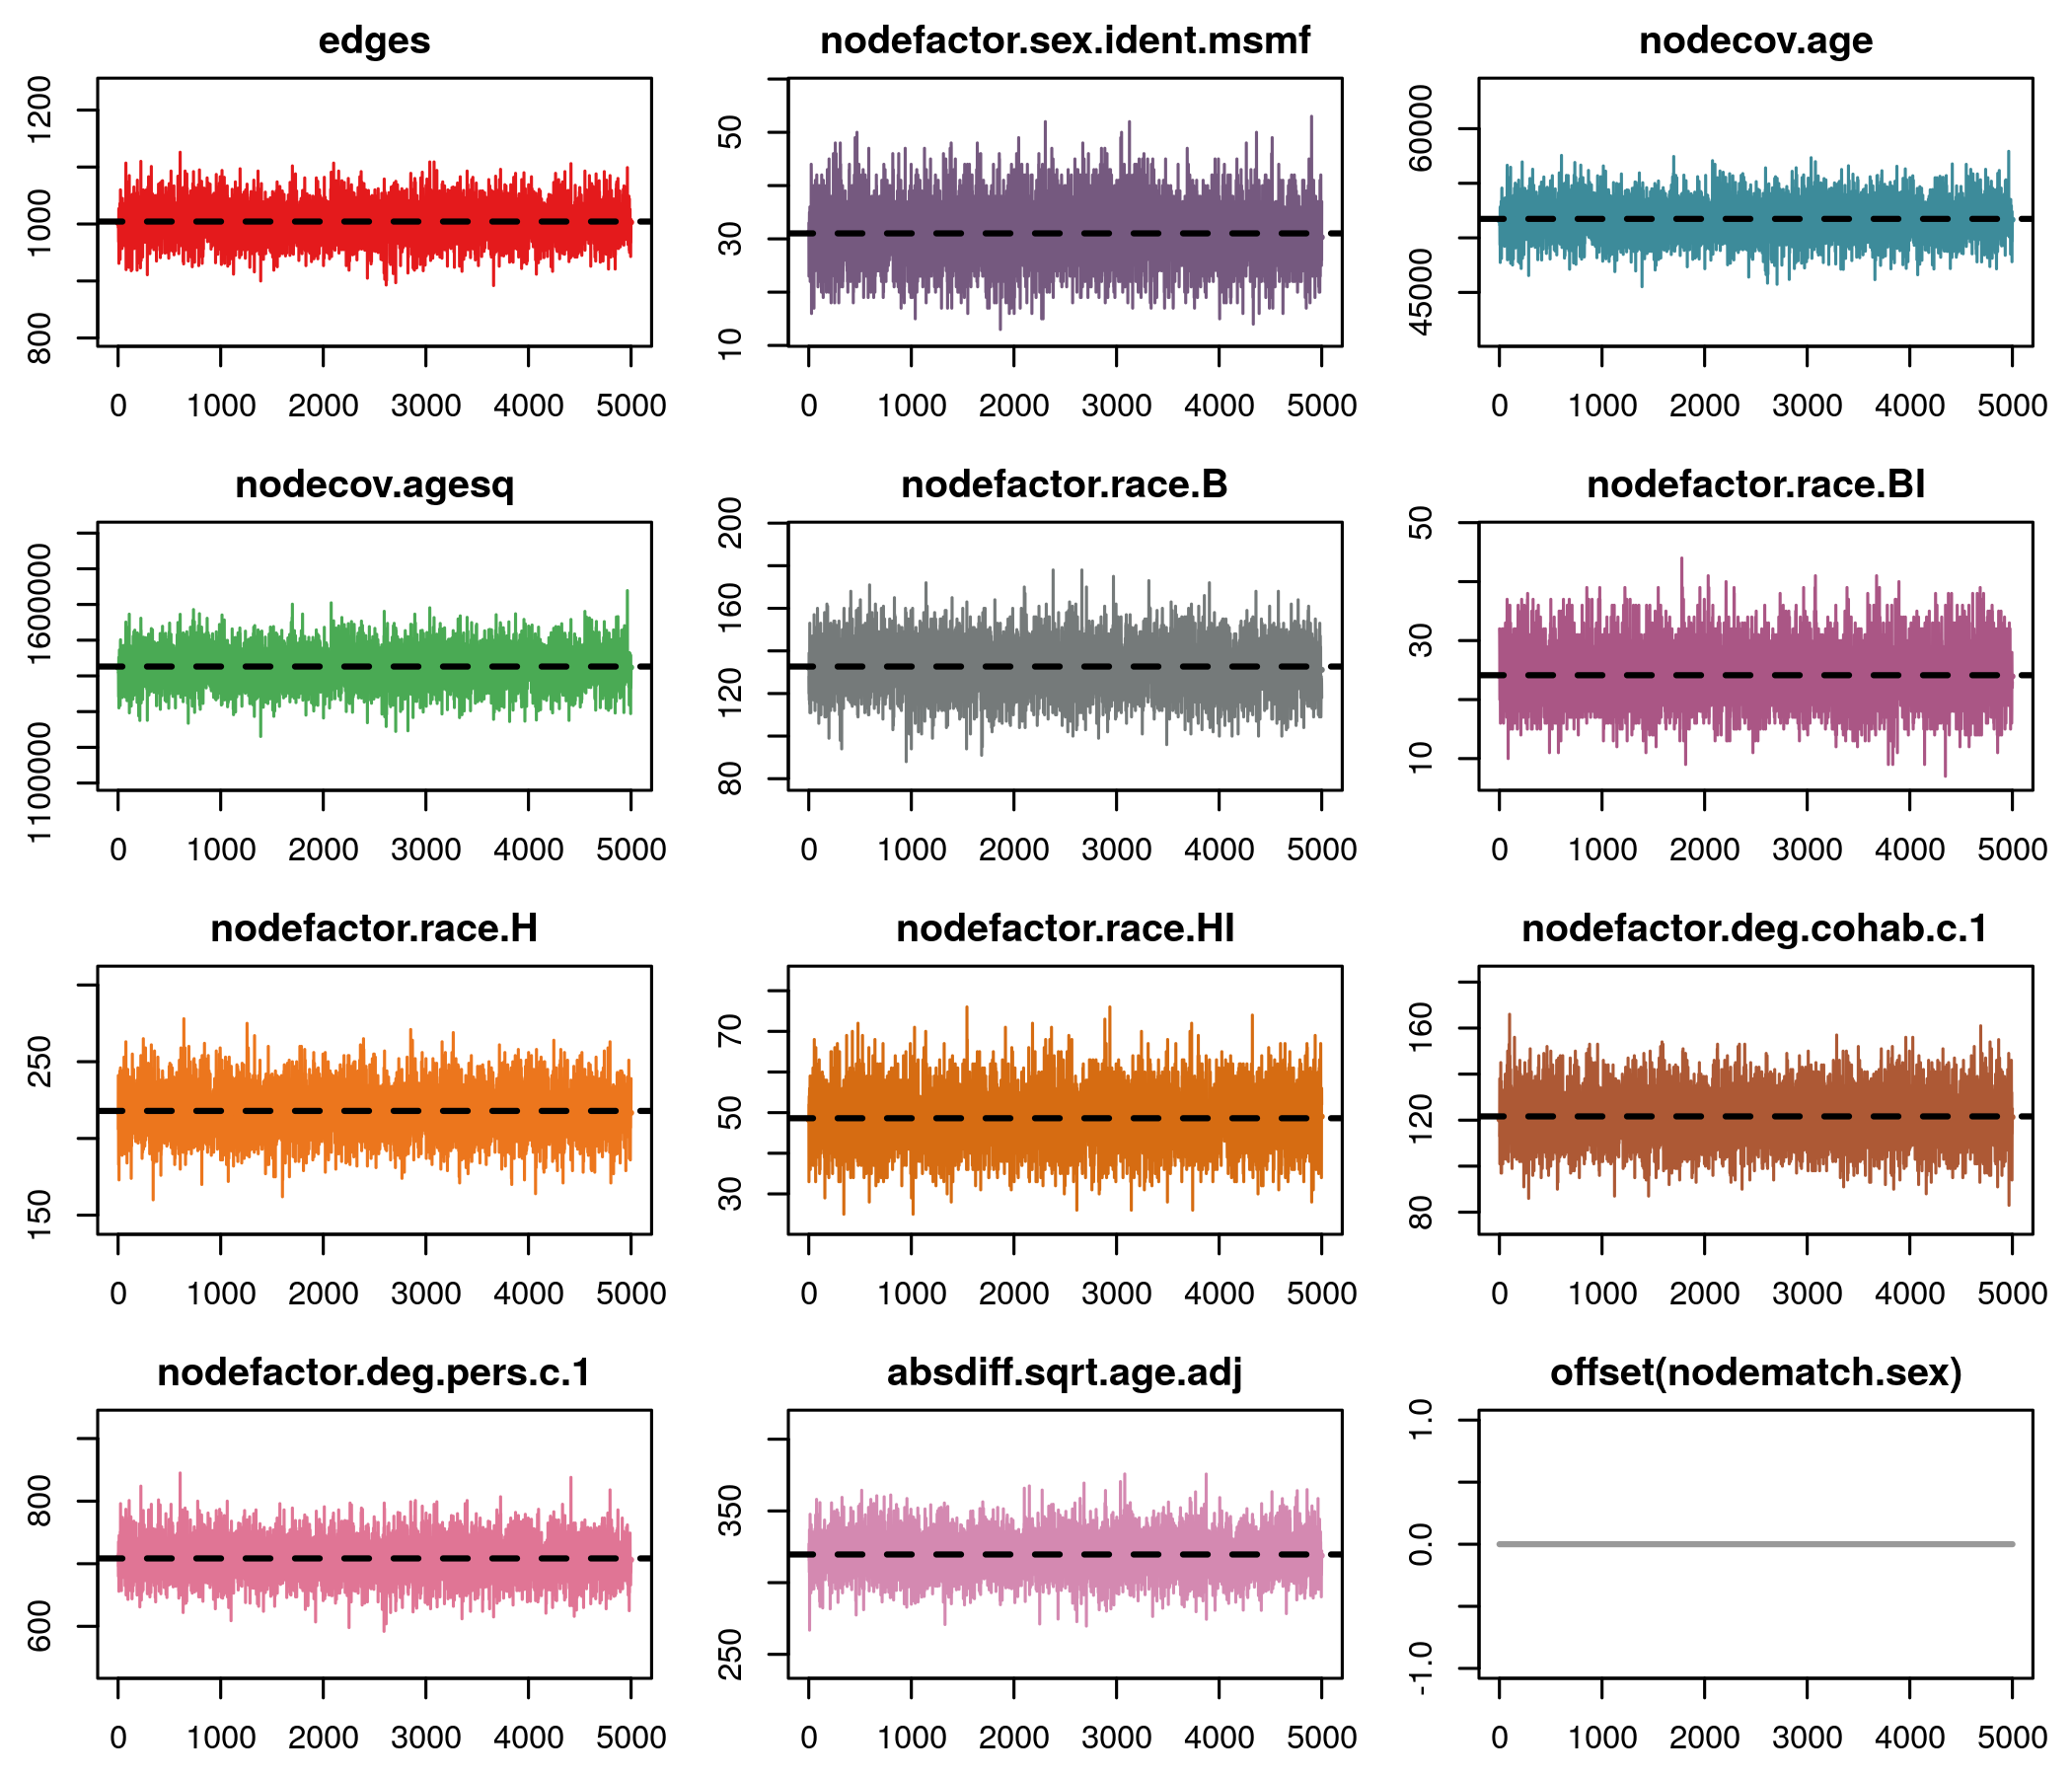 edges
nodefactor.sex.ident.msmf
nodecov.age
800 1000 1200
10 30 50
45000 60000
0 1000 2000 3000 4000 5000
0 1000 2000 3000 4000 5000
0 1000 2000 3000 4000 5000
nodecov.agesq
nodefactor.race.B
nodefactor.race.BI
1100000 1600000
80 120 160 200
10 30 50
0 1000 2000 3000 4000 5000
0 1000 2000 3000 4000 5000
0 1000 2000 3000 4000 5000
nodefactor.race.H
nodefactor.race.HI
nodefactor.deg.cohab.c.1
150 250
30 50 70
80 120 160
0 1000 2000 3000 4000 5000
0 1000 2000 3000 4000 5000
0 1000 2000 3000 4000 5000
nodefactor.deg.pers.c.1
absdiff.sqrt.age.adj
offset(nodematch.sex)
600 800
250 350
-1.0 0.0 1.0
0 1000 2000 3000 4000 5000
0 1000 2000 3000 4000 5000
0 1000 2000 3000 4000 5000